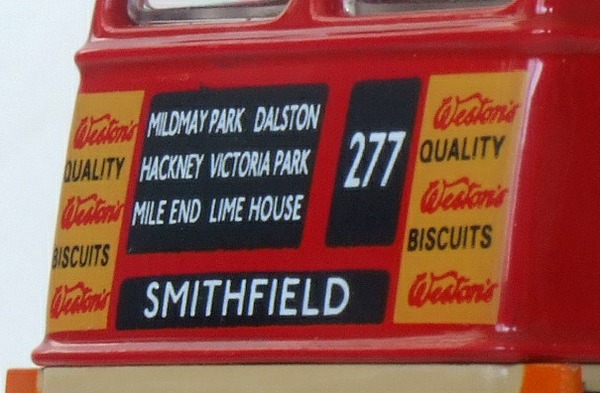 Weston's
QUALITY
Weston's
BISCUITS
Weston's
MILDMAY PARK DALSTON
HACKNEY VICTORIA PARK
MILE END LIME HOUSE
277
SMITHFIELD
Weston's
QUALITY
Weston's
BISCUITS
Weston's